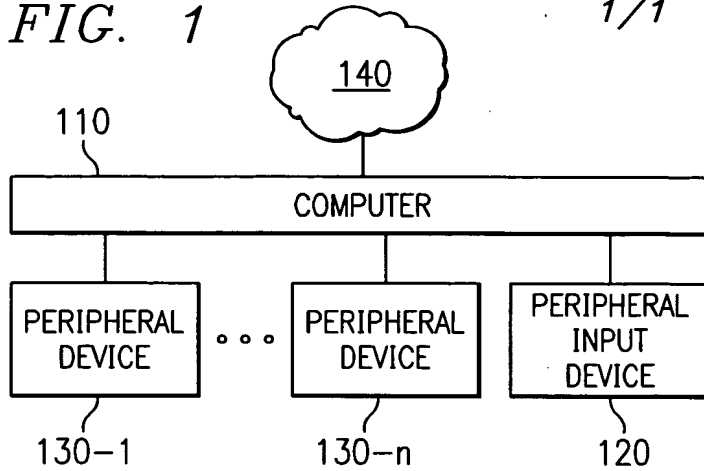 FIG. 1
1/1
140
110
COMPUTER
PERIPHERAL
DEVICE
PERIPHERAL
DEVICE
PERIPHERAL
INPUT
DEVICE
130-1
130-n
120